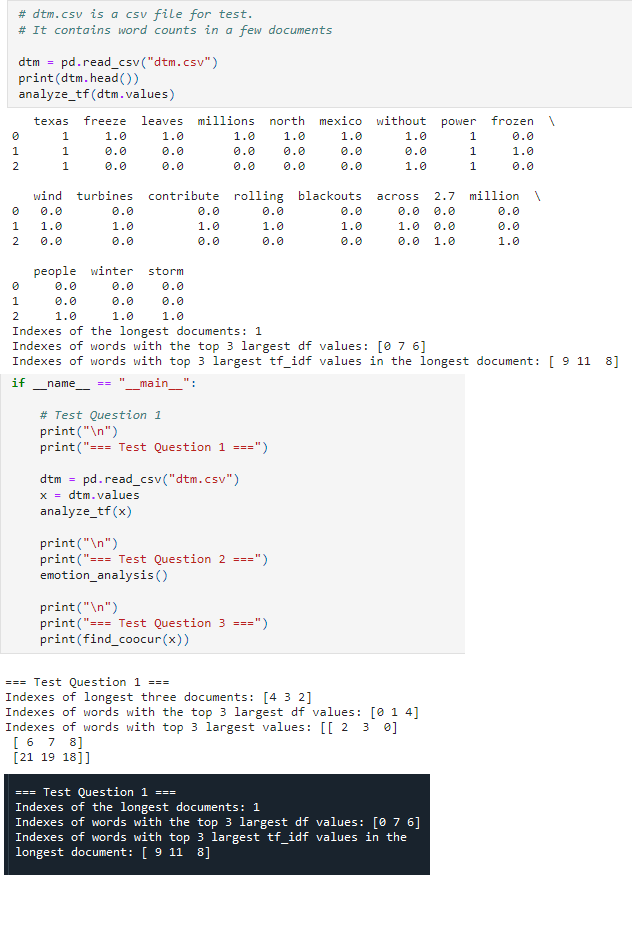 # dtm.csv is a csv file for test.
# It contains word counts in a few documents
dtm = pd.read_csv("dtm.csv")
print(dtm.head())
analyze_tf(dtm.values)
texas freeze leaves millions north mexico without power frozen \
0 1 1.0 1.0 1.0 1.0 1.0 1.0 1 0.0
1 1 0.0 0.0 0.0 0.0 0.0 0.0 1 1.0
2 1 0.0 0.0 0.0 0.0 0.0 1.0 1 0.0
wind turbines contribute rolling blackouts across 2.7 million \
0 0.0 0.0 0.0 0.0 0.0 0.0 0.0 0.0
1 1.0 1.0 1.0 1.0 1.0 1.0 0.0 0.0
2 0.0 0.0 0.0 0.0 0.0 0.0 1.0 1.0
people winter storm
0 0.0 0.0 0.0
1 0.0 0.0 0.0
2 1.0 1.0 1.0
Indexes of the longest documents: 1
Indexes of words with the top 3 largest df values: [0 7 6]
Indexes of words with top 3 largest tf_idf values in the longest document: [ 9 11 8]
if __name__ == "__main__":
# Test Question 1
print("\n")
print("=== Test Question 1 ===")
dtm = pd.read_csv("dtm.csv")
x = dtm.values
analyze_tf(x)
print("\n")
print("=== Test Question 2 ===")
emotion_analysis()
print("\n")
print("=== Test Question 3 ===")
print(find_coocur(x))
=== Test Question 1 ===
Indexes of longest three documents: [4 3 2]
Indexes of words with the top 3 largest df values: [0 1 4]
Indexes of words with top 3 largest values: [[ 2 3 0]
[ 6 7 8]
[21 19 18]]
=== Test Question 1 ===
Indexes of the longest documents: 1
Indexes of words with the top 3 largest df values: [0 7 6]
Indexes of words with top 3 largest tf_idf values in the
longest document: [ 9 11 8]